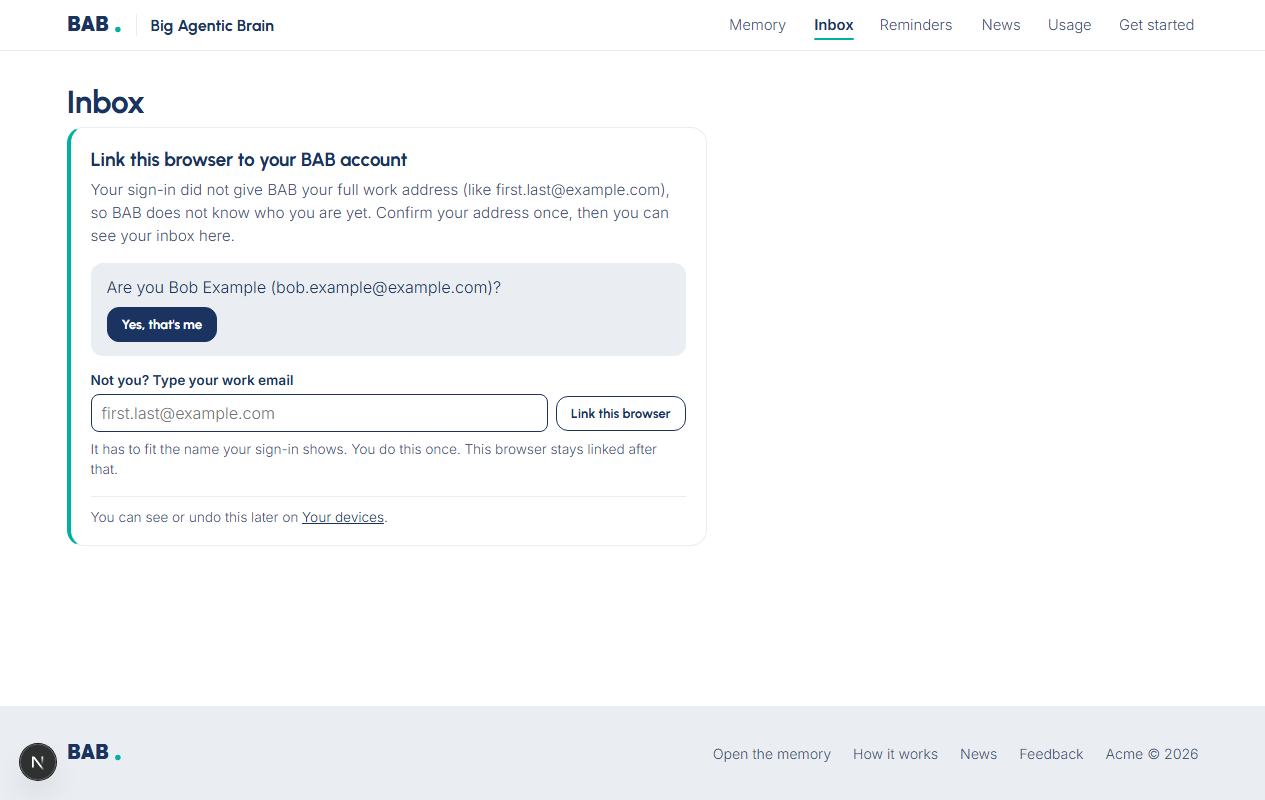 BAB. Big Agentic Brain
Memory Inbox Reminders News Usage Get started
Inbox
Link this browser to your BAB account
Your sign-in did not give BAB your full work address (like first.last@example.com),
so BAB does not know who you are yet. Confirm your address once, then you can
see your inbox here.
Are you Bob Example (bob.example@example.com)?
Yes, that's me
Not you? Type your work email
first.last@example.com
Link this browser
It has to fit the name your sign-in shows. You do this once. This browser stays linked after
that.
You can see or undo this later on Your devices.
N
BAB.
Open the memory How it works News Feedback Acme © 2026